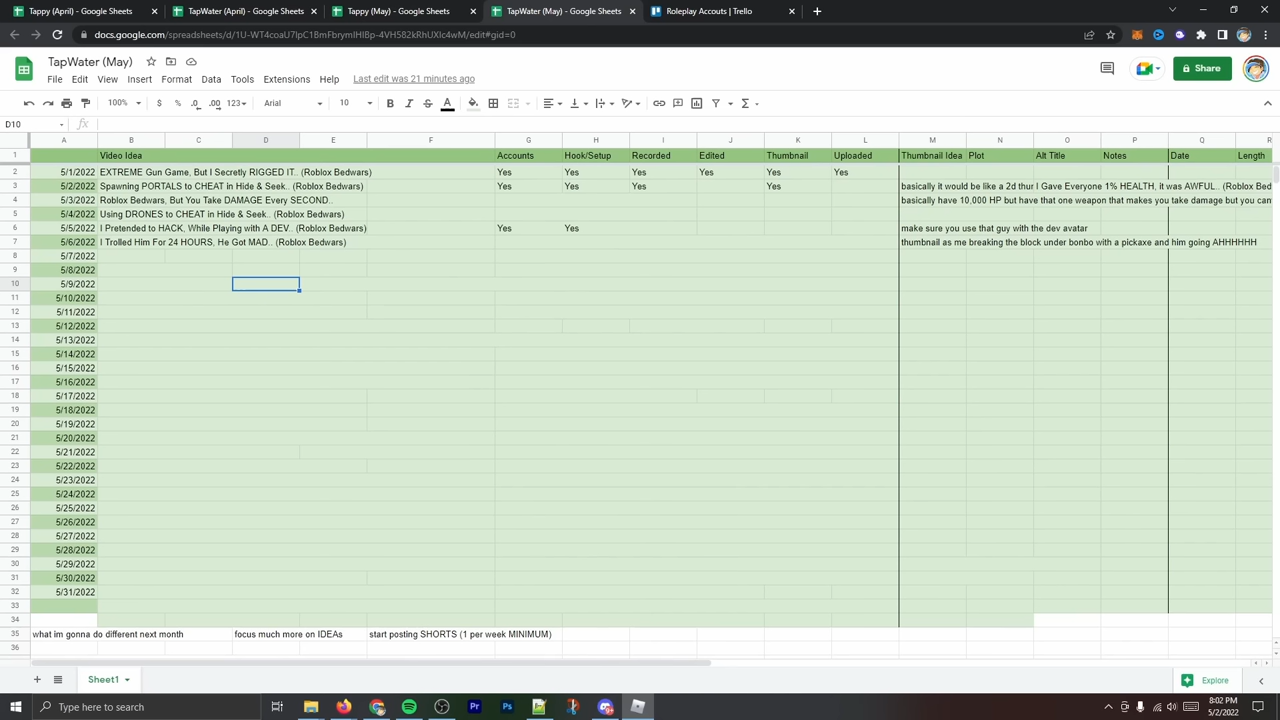 Tappy (April) - Google Sheets
TapWater (April) - Google Sheets
Tappy (May) - Google Sheets
TapWater (May) - Google Sheets
Roleplay Accouts | Trello
docs.google.com/spreadsheets/d/1U-WT4coaU7lpC1BmFbrymIHI8p-4VH582kRhUXlc4wM/edit#gid=0
TapWater (May)
File Edit View Insert Format Data Tools Extensions Help Last edit was 21 minutes ago
Share
100% $ % .0 .00 123 Arial 10
D10 fx
A B C D E F G H I J K L M N O P Q R
1 Video Idea Accounts Hook/Setup Recorded Edited Thumbnail Uploaded Thumbnail Idea Plot Alt Title Notes Date Length
2 5/1/2022 EXTREME Gun Game, But I Secretly RIGGED IT.. (Roblox Bedwars) Yes Yes Yes Yes Yes Yes
3 5/2/2022 Spawning PORTALS to CHEAT in Hide & Seek.. (Roblox Bedwars) Yes Yes Yes Yes basically it would be like a 2d thur I Gave Everyone 1% HEALTH, it was AWFUL.. (Roblox Bed
4 5/3/2022 Roblox Bedwars, But You Take DAMAGE Every SECOND.. basically have 10,000 HP but have that one weapon that makes you take damage but you can
5 5/4/2022 Using DRONES to CHEAT in Hide & Seek.. (Roblox Bedwars)
6 5/5/2022 I Pretended to HACK, While Playing with A DEV.. (Roblox Bedwars) Yes Yes make sure you use that guy with the dev avatar
7 5/6/2022 I Trolled Him For 24 HOURS, He Got MAD.. (Roblox Bedwars) thumbnail as me breaking the block under bonbo with a pickaxe and him going AHHHHHH
8 5/7/2022
9 5/8/2022
10 5/9/2022
11 5/10/2022
12 5/11/2022
13 5/12/2022
14 5/13/2022
15 5/14/2022
16 5/15/2022
17 5/16/2022
18 5/17/2022
19 5/18/2022
20 5/19/2022
21 5/20/2022
22 5/21/2022
23 5/22/2022
24 5/23/2022
25 5/24/2022
26 5/25/2022
27 5/26/2022
28 5/27/2022
29 5/28/2022
30 5/29/2022
31 5/30/2022
32 5/31/2022
33
34
35 what im gonna do different next month focus much more on IDEAs start posting SHORTS (1 per week MINIMUM)
36
Sheet1
Explore
Type here to search
Pr
Ps
8:02 PM
5/2/2022